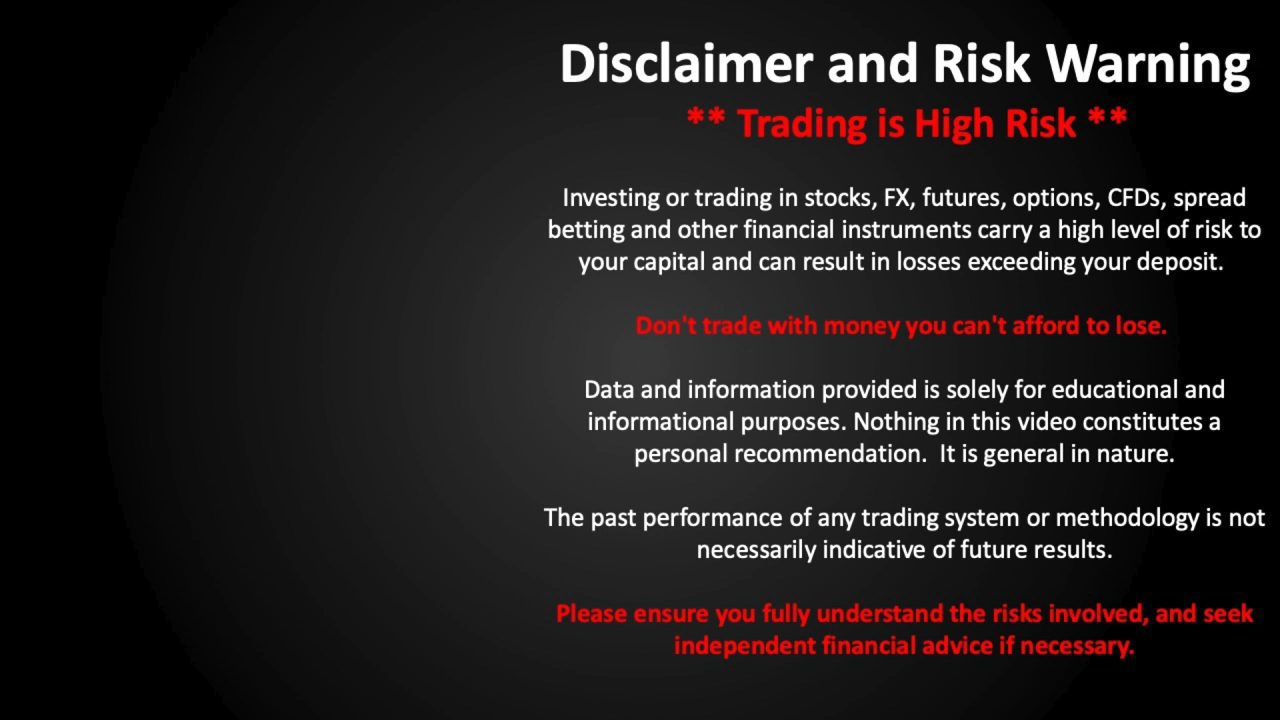 Disclaimer and Risk Warning
** Trading is High Risk **
Investing or trading in stocks, FX, futures, options, CFDs, spread
betting and other financial instruments carry a high level of risk to
your capital and can result in losses exceeding your deposit.
Don't trade with money you can't afford to lose.
Data and information provided is solely for educational and
informational purposes. Nothing in this video constitutes a
personal recommendation.  It is general in nature.
The past performance of any trading system or methodology is not
necessarily indicative of future results.
Please ensure you fully understand the risks involved, and seek
independent financial advice if necessary.